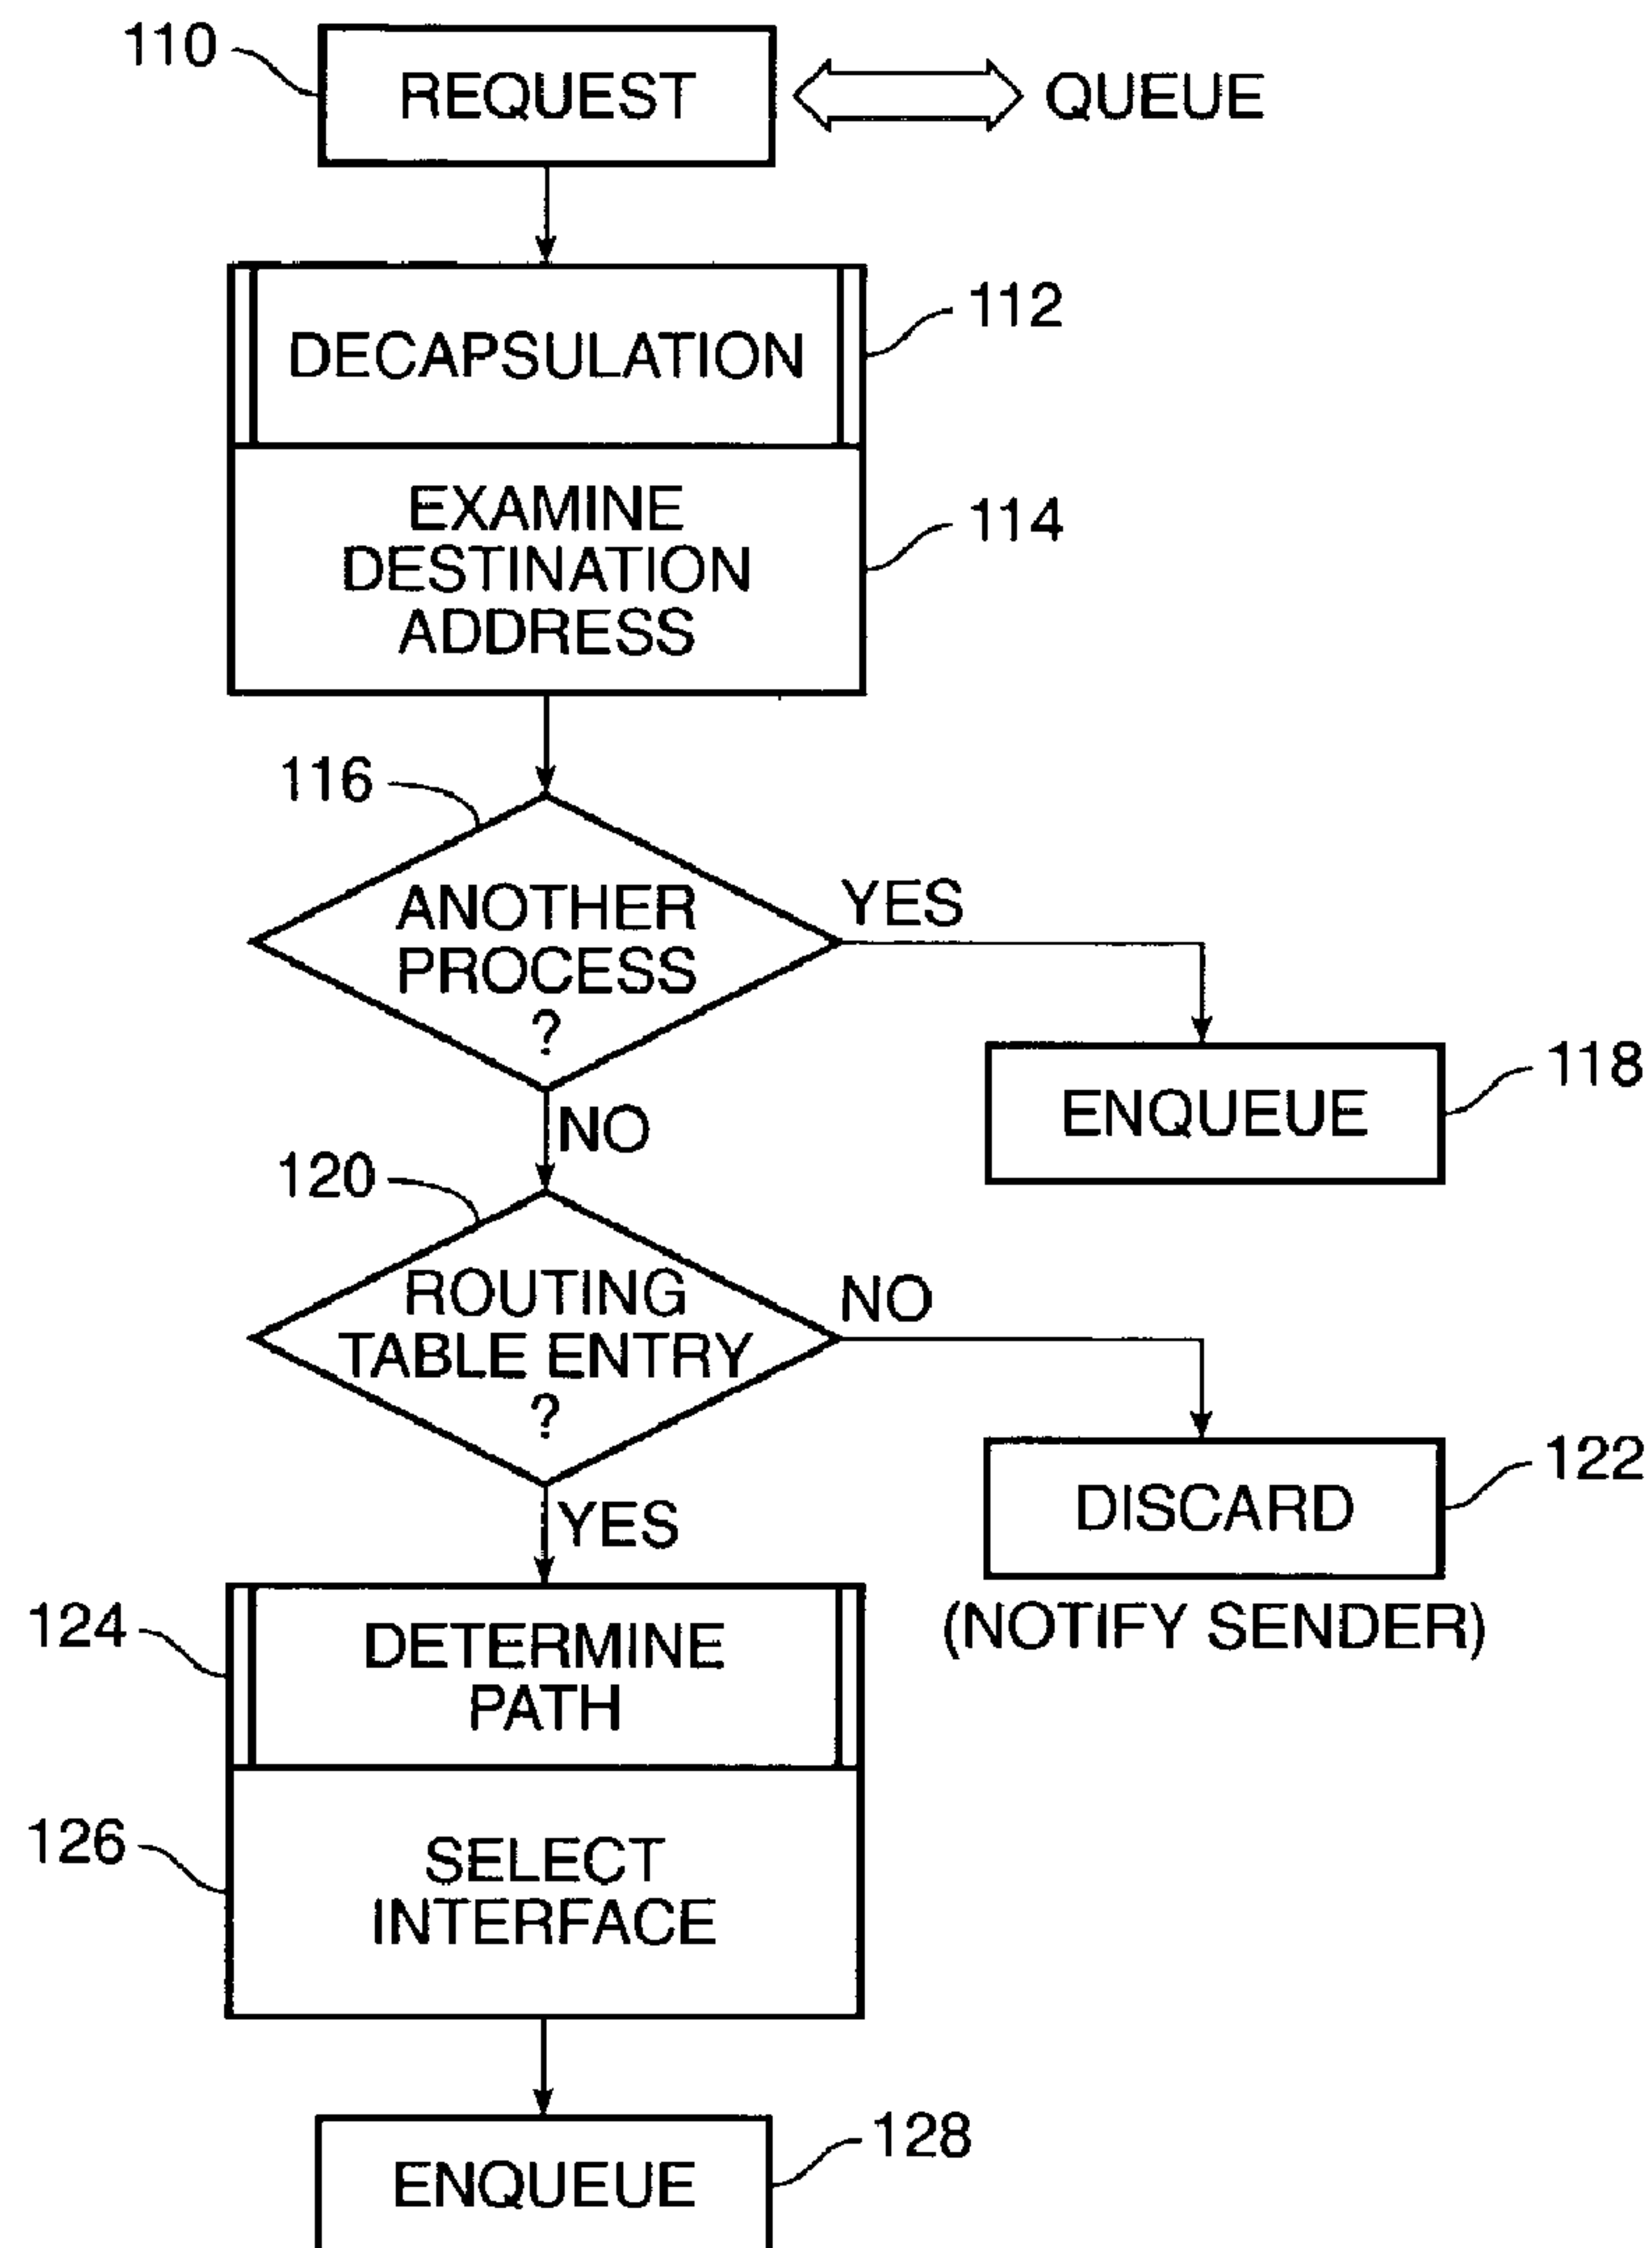 110
REQUEST
QUEUE
DECAPSULATION
112
EXAMINE
DESTINATION
ADDRESS
114
116
ANOTHER
PROCESS
?
YES
NO
ENQUEUE
118
120
ROUTING
TABLE ENTRY
?
NO
YES
DISCARD
122
(NOTIFY SENDER)
124
DETERMINE
PATH
126
SELECT
INTERFACE
128
ENQUEUE